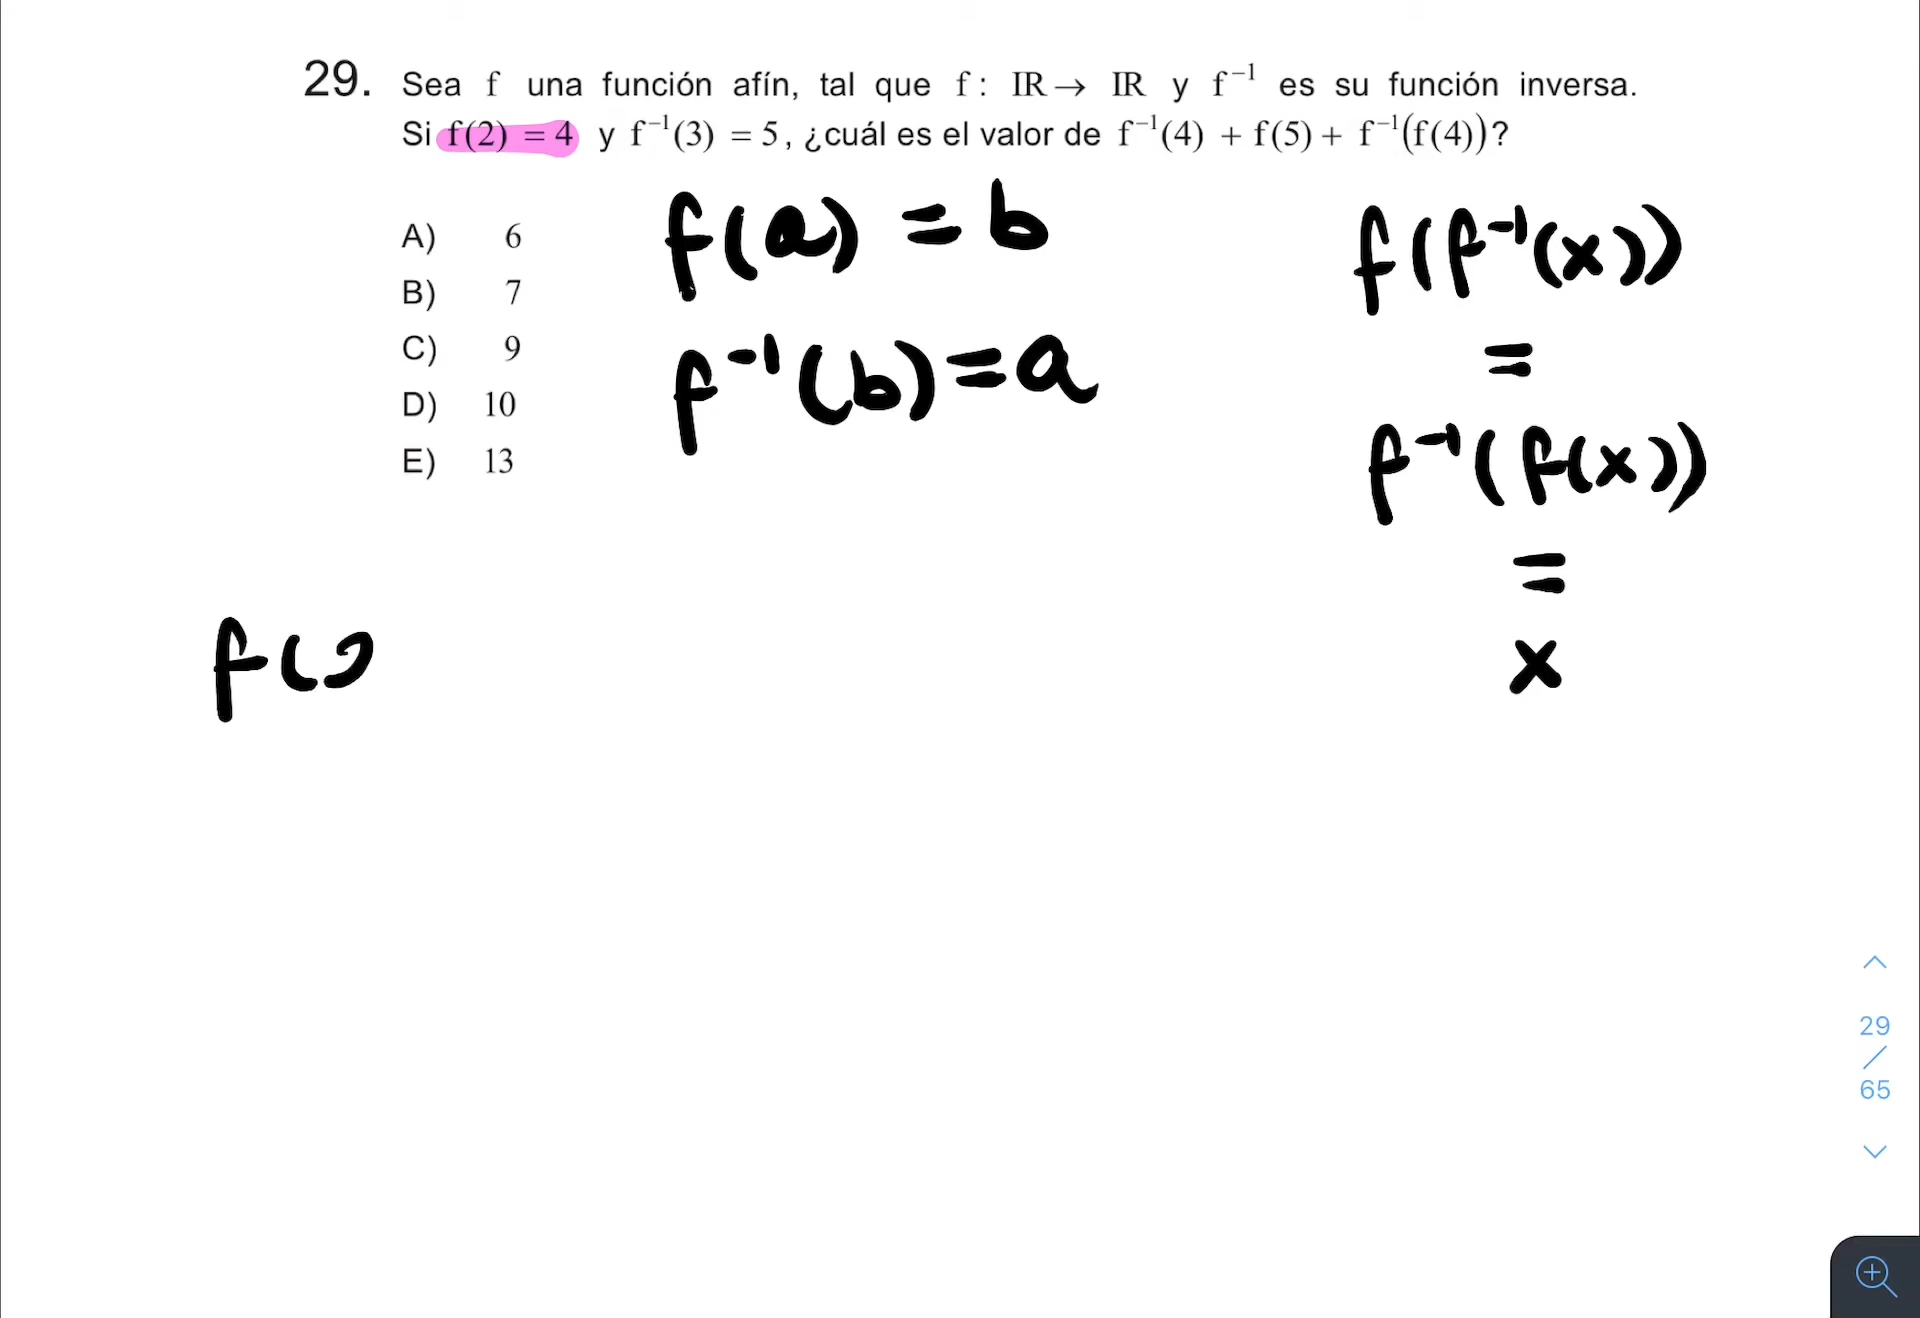 29. Sea f una función afín, tal que f : IR → IR y f⁻¹ es su función inversa.
Si f(2) = 4 y f⁻¹(3) = 5, ¿cuál es el valor de f⁻¹(4) + f(5) + f⁻¹(f(4))?
A) 6
B) 7
C) 9
D) 10
E) 13
f(a) = b
f⁻¹(b) = a
f(f⁻¹(x))
=
f⁻¹(f(x))
=
x
f()
29
/
65